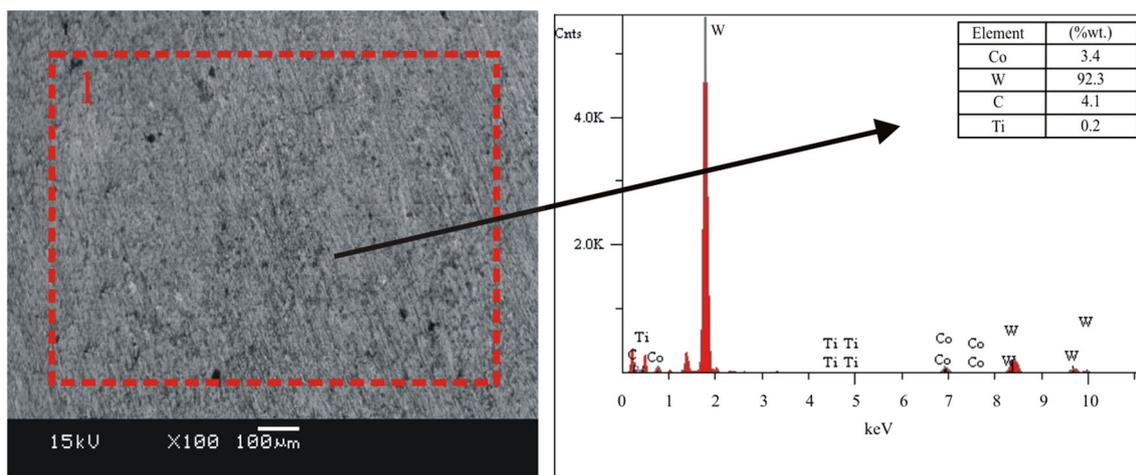 1
15kV X100 100μm
Cnts
4.0K
2.0K
W
Element (%wt.)
Co 3.4
W 92.3
C 4.1
Ti 0.2
Ti
C Co
Ti Ti
Ti Ti
Co Co
Co Co
W
W
W
W
0 1 2 3 4 5 6 7 8 9 10
keV